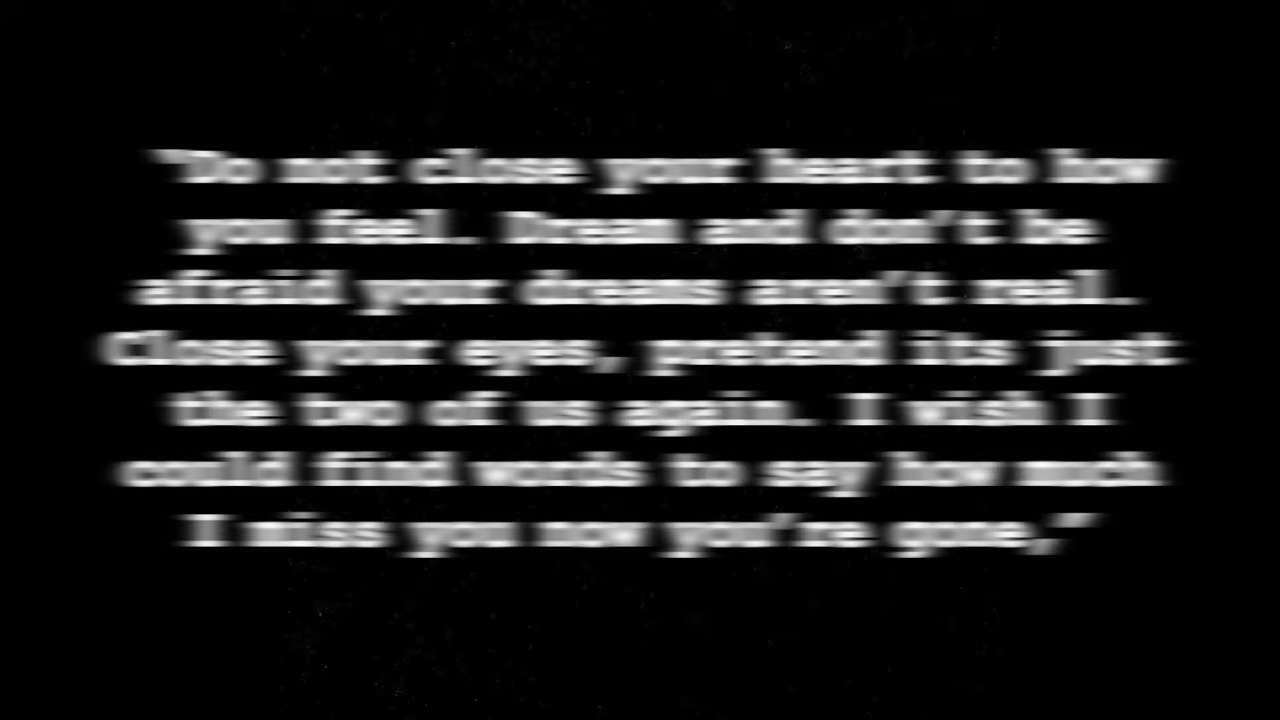 "Do not close your heart to how
you feel. Dream and don't be
afraid your dreams aren't real.
Close your eyes, pretend its just
the two of us again. I wish I
could find words to say how much
I miss you now you're gone,"